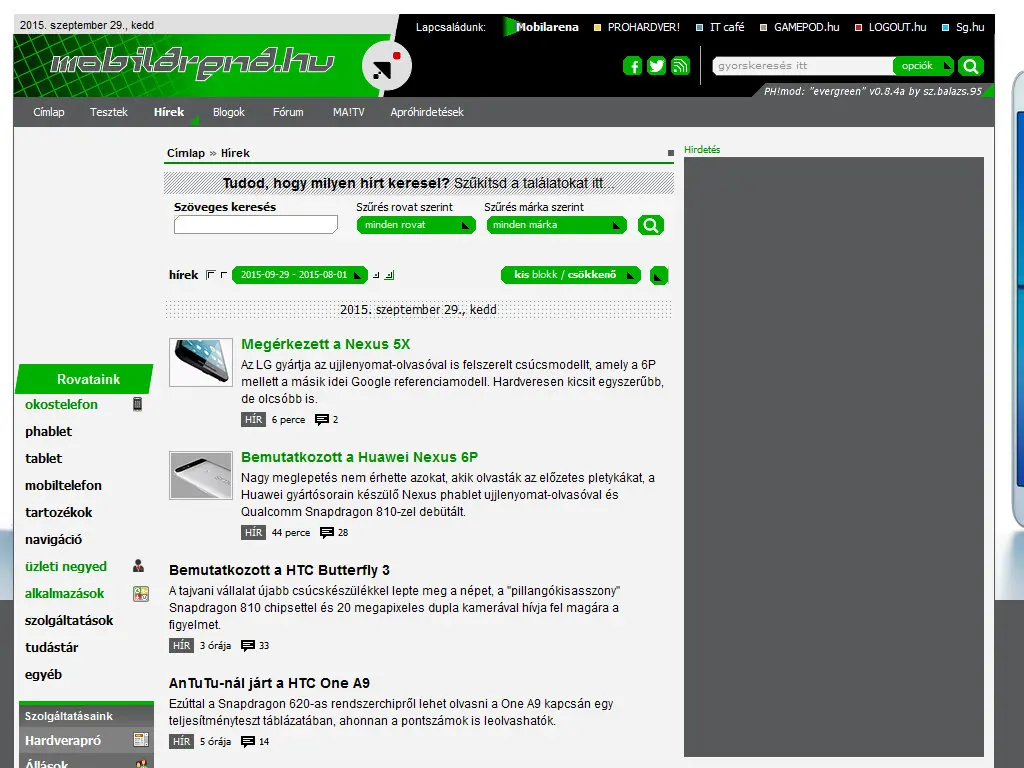 2015. szeptember 29., kedd
Lapcsaládunk: Mobilarena PROHARDVER! IT café GAMEPOD.hu LOGOUT.hu Sg.hu
mobilarena.hu
gyorskeresés itt opciók
PH!mod: "evergreen" v0.8.4a by sz.balazs.95
Címlap Tesztek Hírek Blogok Fórum MA!TV Apróhirdetések
Címlap » Hírek
Hirdetés
Tudod, hogy milyen hírt keresel? Szűkítsd a találatokat itt...
Szöveges keresés Szűrés rovat szerint Szűrés márka szerint
minden rovat minden márka
hírek 2015-09-29 - 2015-08-01 kis blokk / csökkenő
2015. szeptember 29., kedd
Megérkezett a Nexus 5X
Az LG gyártja az ujjlenyomat-olvasóval is felszerelt csúcsmodellt, amely a 6P
mellett a másik idei Google referenciamodell. Hardveresen kicsit egyszerűbb,
de olcsóbb is.
HÍR 6 perce 2
Bemutatkozott a Huawei Nexus 6P
Nagy meglepetés nem érhette azokat, akik olvasták az előzetes pletykákat, a
Huawei gyártósorain készülő Nexus phablet ujjlenyomat-olvasóval és
Qualcomm Snapdragon 810-zel debütált.
HÍR 44 perce 28
Bemutatkozott a HTC Butterfly 3
A tajvani vállalat újabb csúcskészülékkel lepte meg a népet, a "pillangókisasszony"
Snapdragon 810 chipsettel és 20 megapixeles dupla kamerával hívja fel magára a
figyelmet.
HÍR 3 órája 33
AnTuTu-nál járt a HTC One A9
Ezúttal a Snapdragon 620-as rendszerchipről lehet olvasni a One A9 kapcsán egy
teljesítményteszt táblázatában, ahonnan a pontszámok is leolvashatók.
HÍR 5 órája 14
Rovataink
okostelefon
phablet
tablet
mobiltelefon
tartozékok
navigáció
üzleti negyed
alkalmazások
szolgáltatások
tudástár
egyéb
Szolgáltatásaink
Hardverapró
Állások